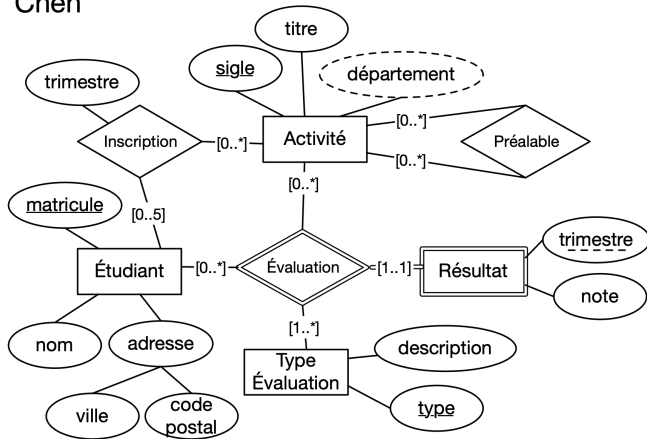 Chen
titre
sigle
département
trimestre
[0..*]
Inscription
[0..*]
Activité
Préalable
[0..*]
[0..*]
matricule
[0..5]
Étudiant
[0..*]
Évaluation
[1..1]
Résultat
trimestre
note
[1..*]
nom
adresse
Type
Évaluation
description
type
ville
code
postal